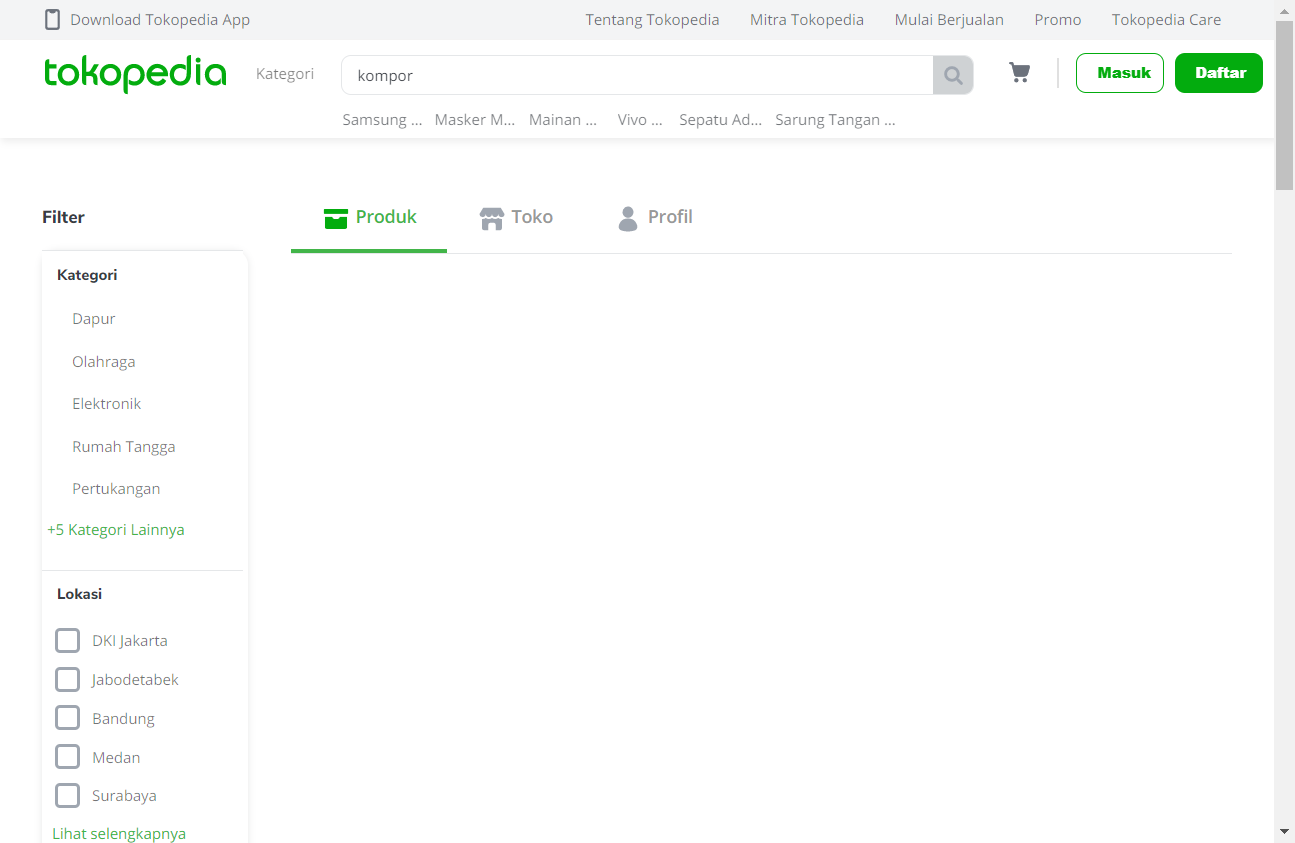 Download Tokopedia App
Tentang Tokopedia
Mitra Tokopedia
Mulai Berjualan
Promo
Tokopedia Care
tokopedia
Kategori
kompor
Masuk
Daftar
Samsung ...
Masker M...
Mainan ...
Vivo ...
Sepatu Ad...
Sarung Tangan ...
Filter
Produk
Toko
Profil
Kategori
Dapur
Olahraga
Elektronik
Rumah Tangga
Pertukangan
+5 Kategori Lainnya
Lokasi
DKI Jakarta
Jabodetabek
Bandung
Medan
Surabaya
Lihat selengkapnya